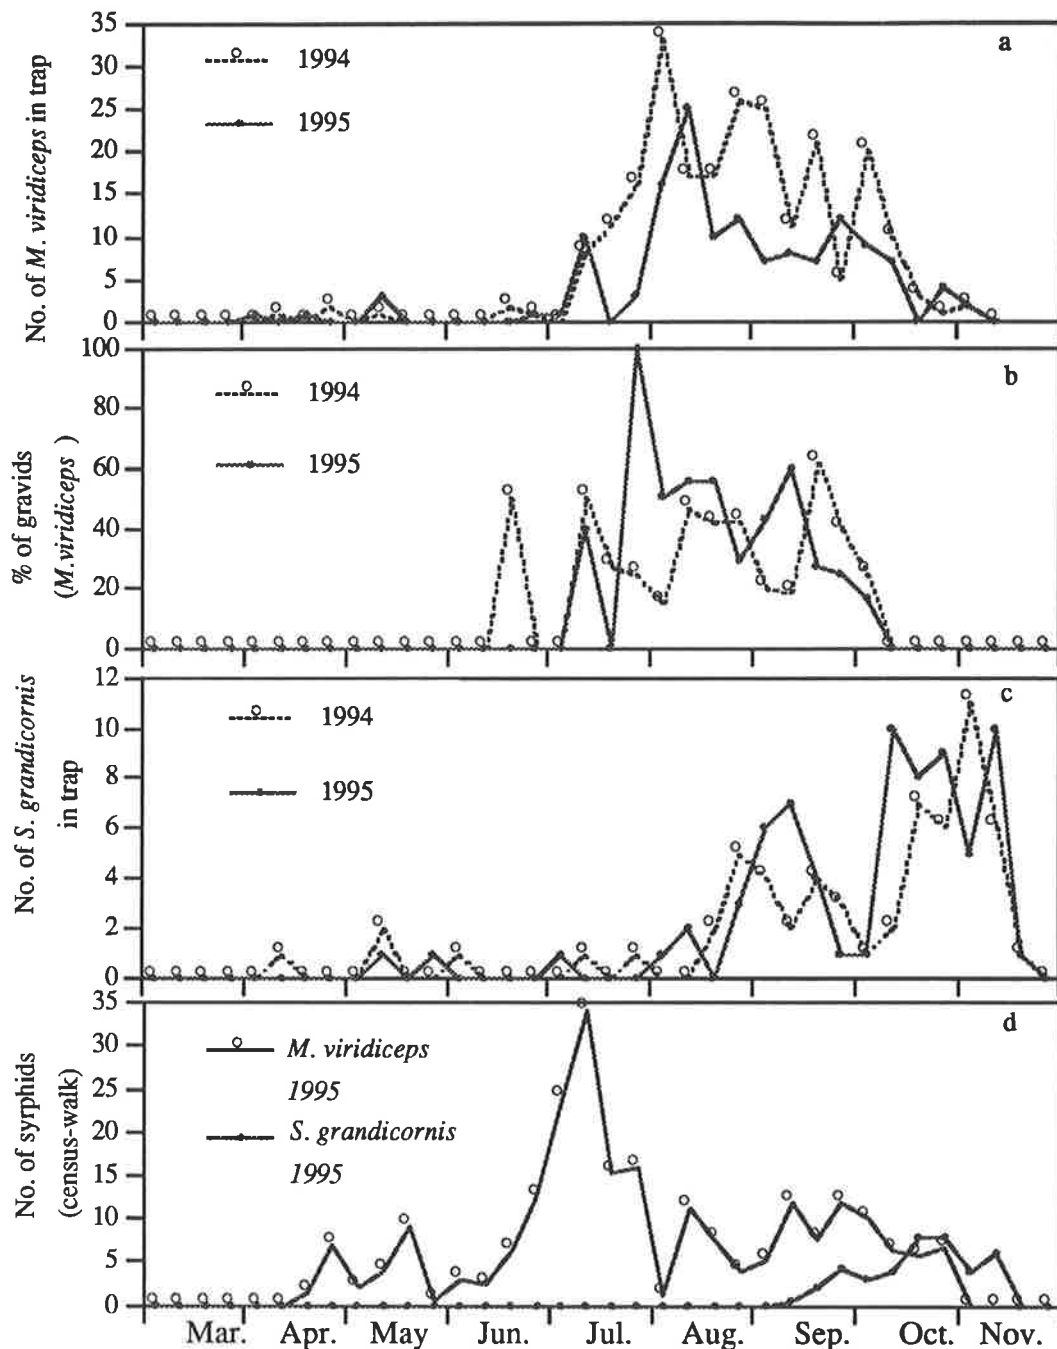 No. of M. viridiceps in trap
35
30
25
20
15
10
5
0
1994
1995
a
% of gravids
(M.viridiceps )
100
80
60
40
20
0
1994
1995
b
No. of S. grandicornis
in trap
12
10
8
6
4
2
0
1994
1995
c
No. of syrphids
(census-walk)
35
30
25
20
15
10
5
0
M. viridiceps
1995
S. grandicornis
1995
d
Mar. Apr. May Jun. Jul. Aug. Sep. Oct. Nov.